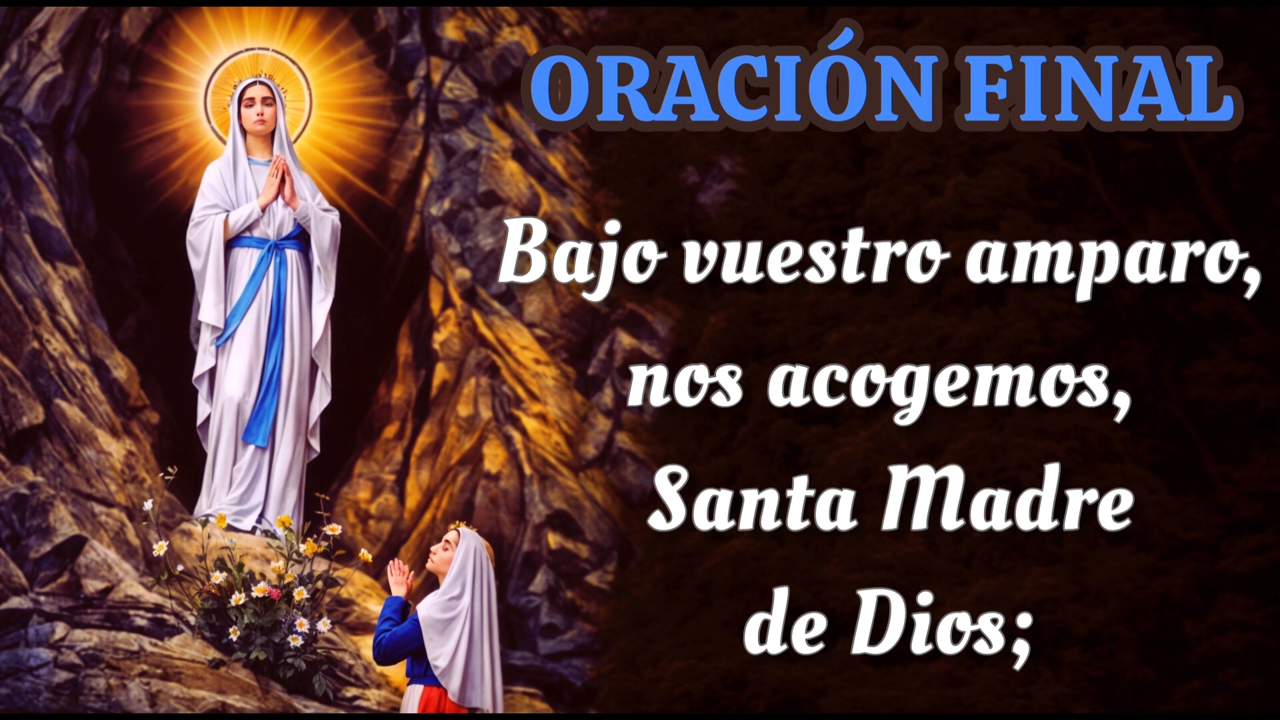 ORACIÓN FINAL
Bajo vuestro amparo,
nos acogemos,
Santa Madre
de Dios;